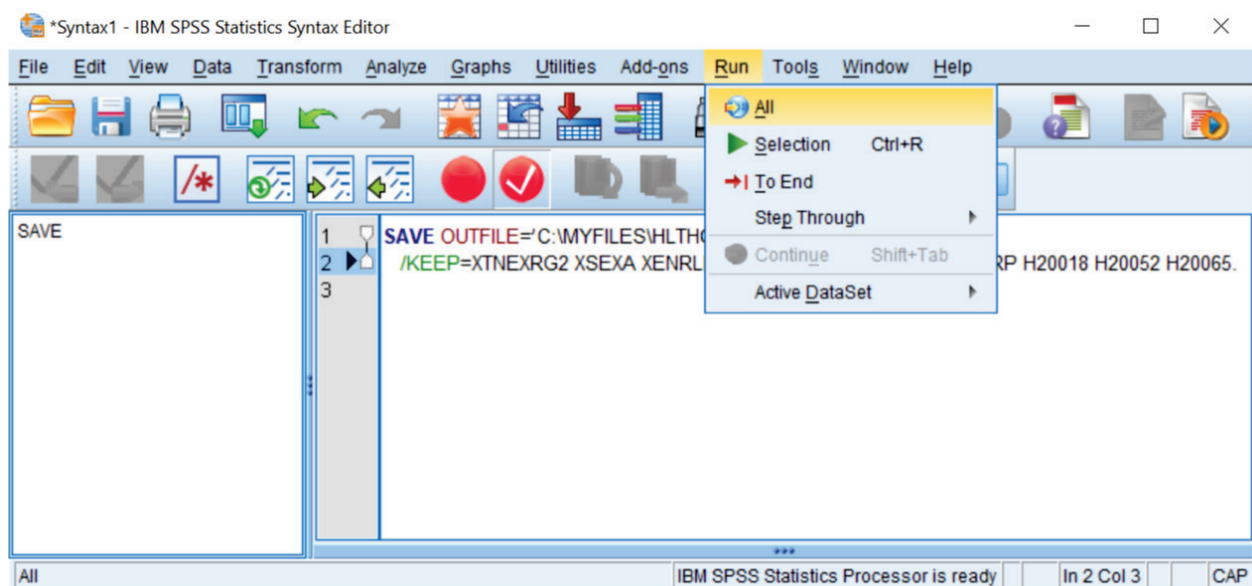 *Syntax1 - IBM SPSS Statistics Syntax Editor
File Edit View Data Transform Analyze Graphs Utilities Add-ons Run Tools Window Help
All
Selection Ctrl+R
To End
Step Through
Continue Shift+Tab
Active DataSet
SAVE
1 SAVE OUTFILE='C:\MYFILES\HLTH
2 /KEEP=XTNEXRG2 XSEXA XENRL RP H20018 H20052 H20065.
3
All IBM SPSS Statistics Processor is ready In 2 Col 3 CAP